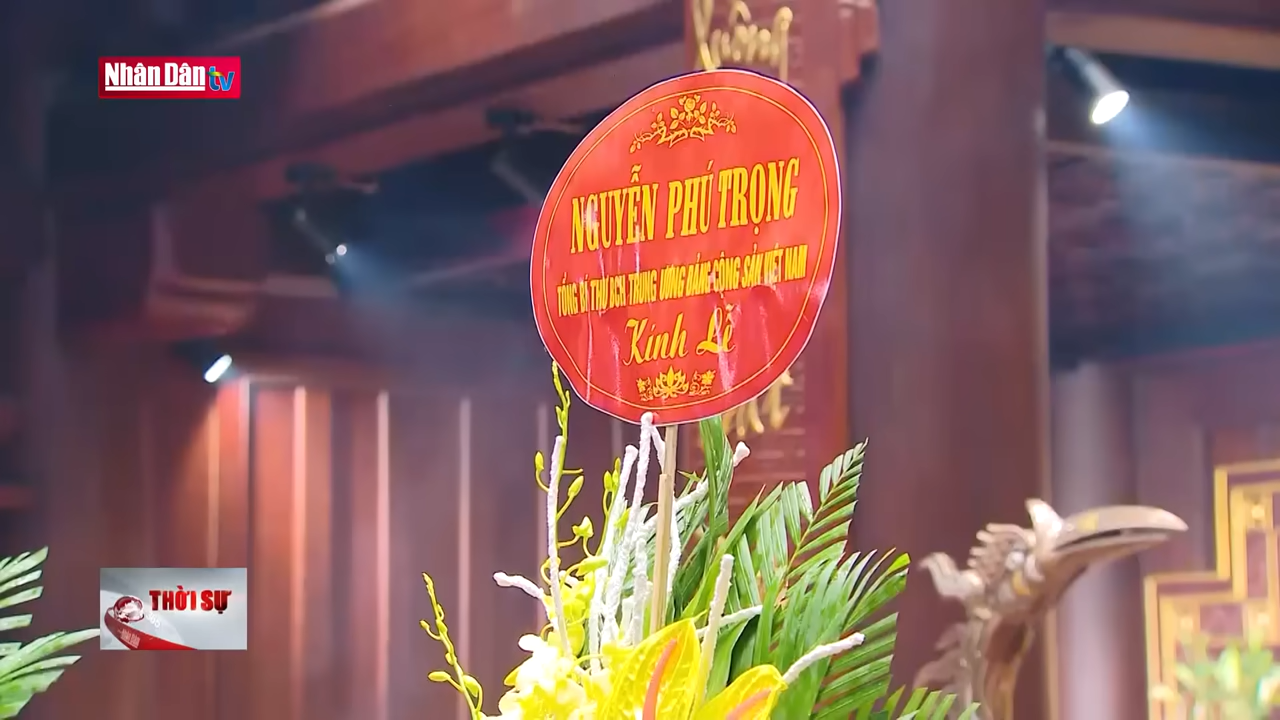 Nhân Dân tv
Hương
NGUYỄN PHÚ TRỌNG
TỔNG BÍ THƯ BCH TRUNG ƯƠNG ĐẢNG CỘNG SẢN VIỆT NAM
Kính Lễ
THỜI SỰ